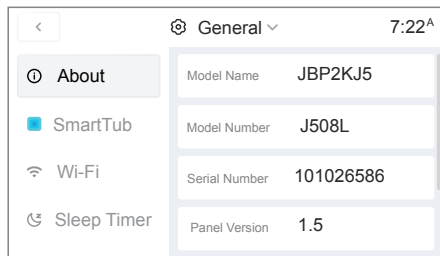 General 7:22A
About
SmartTub
Wi-Fi
Sleep Timer
Model Name JBP2KJ5
Model Number J508L
Serial Number 101026586
Panel Version 1.5